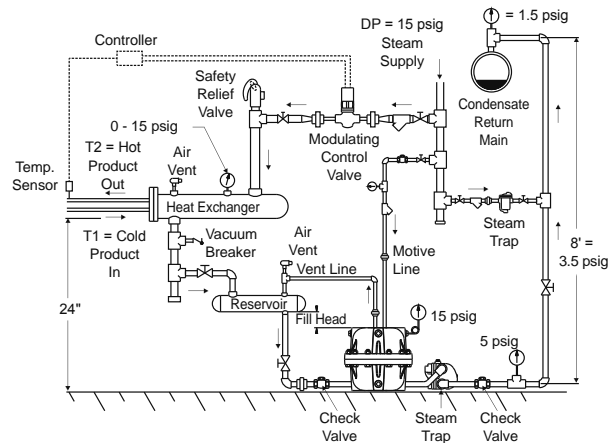 = 1.5 psig
Controller
DP = 15 psig
Steam
Supply
Safety
Relief
Valve
0 - 15 psig
Condensate
Return
Main
Modulating
Control
Valve
T2 = Hot
Product
Out
Air
Vent
Temp.
Sensor
Heat Exchanger
Steam
Trap
T1 = Cold
Product
In
Vacuum
Breaker
Air
Vent
Vent Line
Motive
Line
8' =
3.5 psig
24"
Reservoir
Fill Head
15 psig
5 psig
Check
Valve
Steam
Trap
Check
Valve